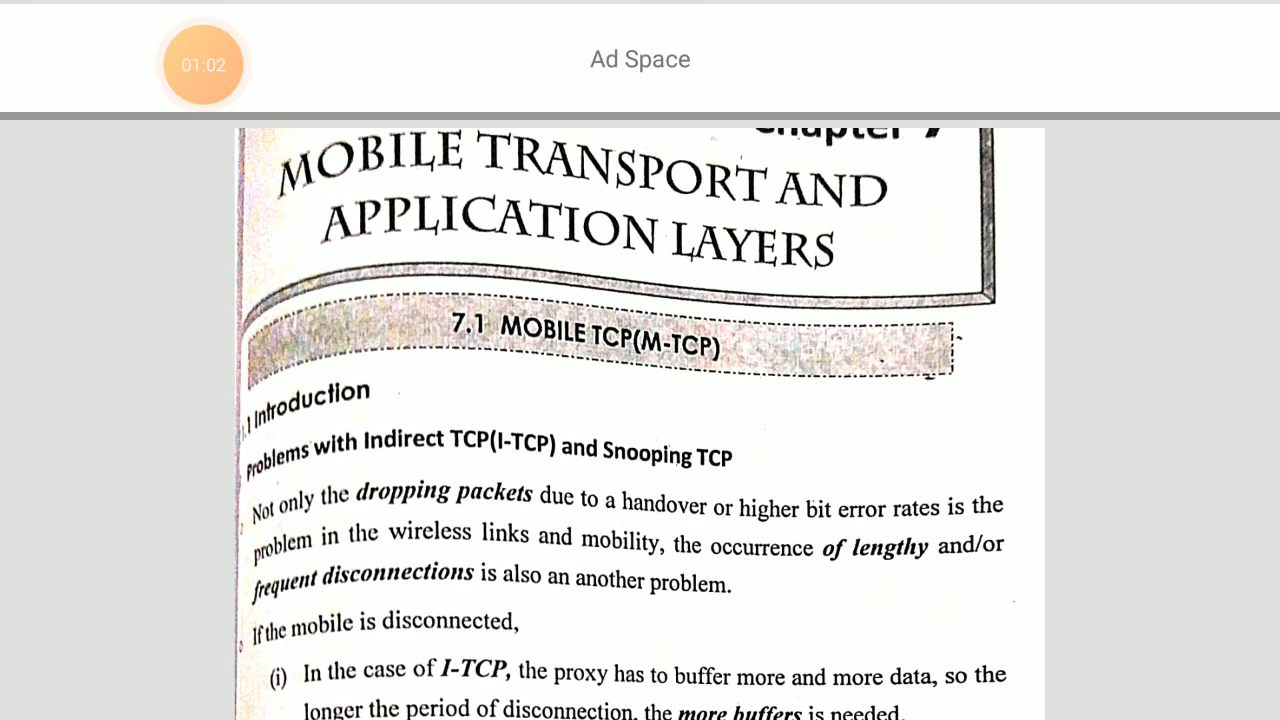 01:02
Ad Space
Chapter 7
MOBILE TRANSPORT AND
APPLICATION LAYERS
7.1 MOBILE TCP(M-TCP)
.1 Introduction
Problems with Indirect TCP(I-TCP) and Snooping TCP
Not only the dropping packets due to a handover or higher bit error rates is the
problem in the wireless links and mobility, the occurrence of lengthy and/or
frequent disconnections is also an another problem.
If the mobile is disconnected,
(i) In the case of I-TCP, the proxy has to buffer more and more data, so the
longer the period of disconnection, the more buffers is needed.